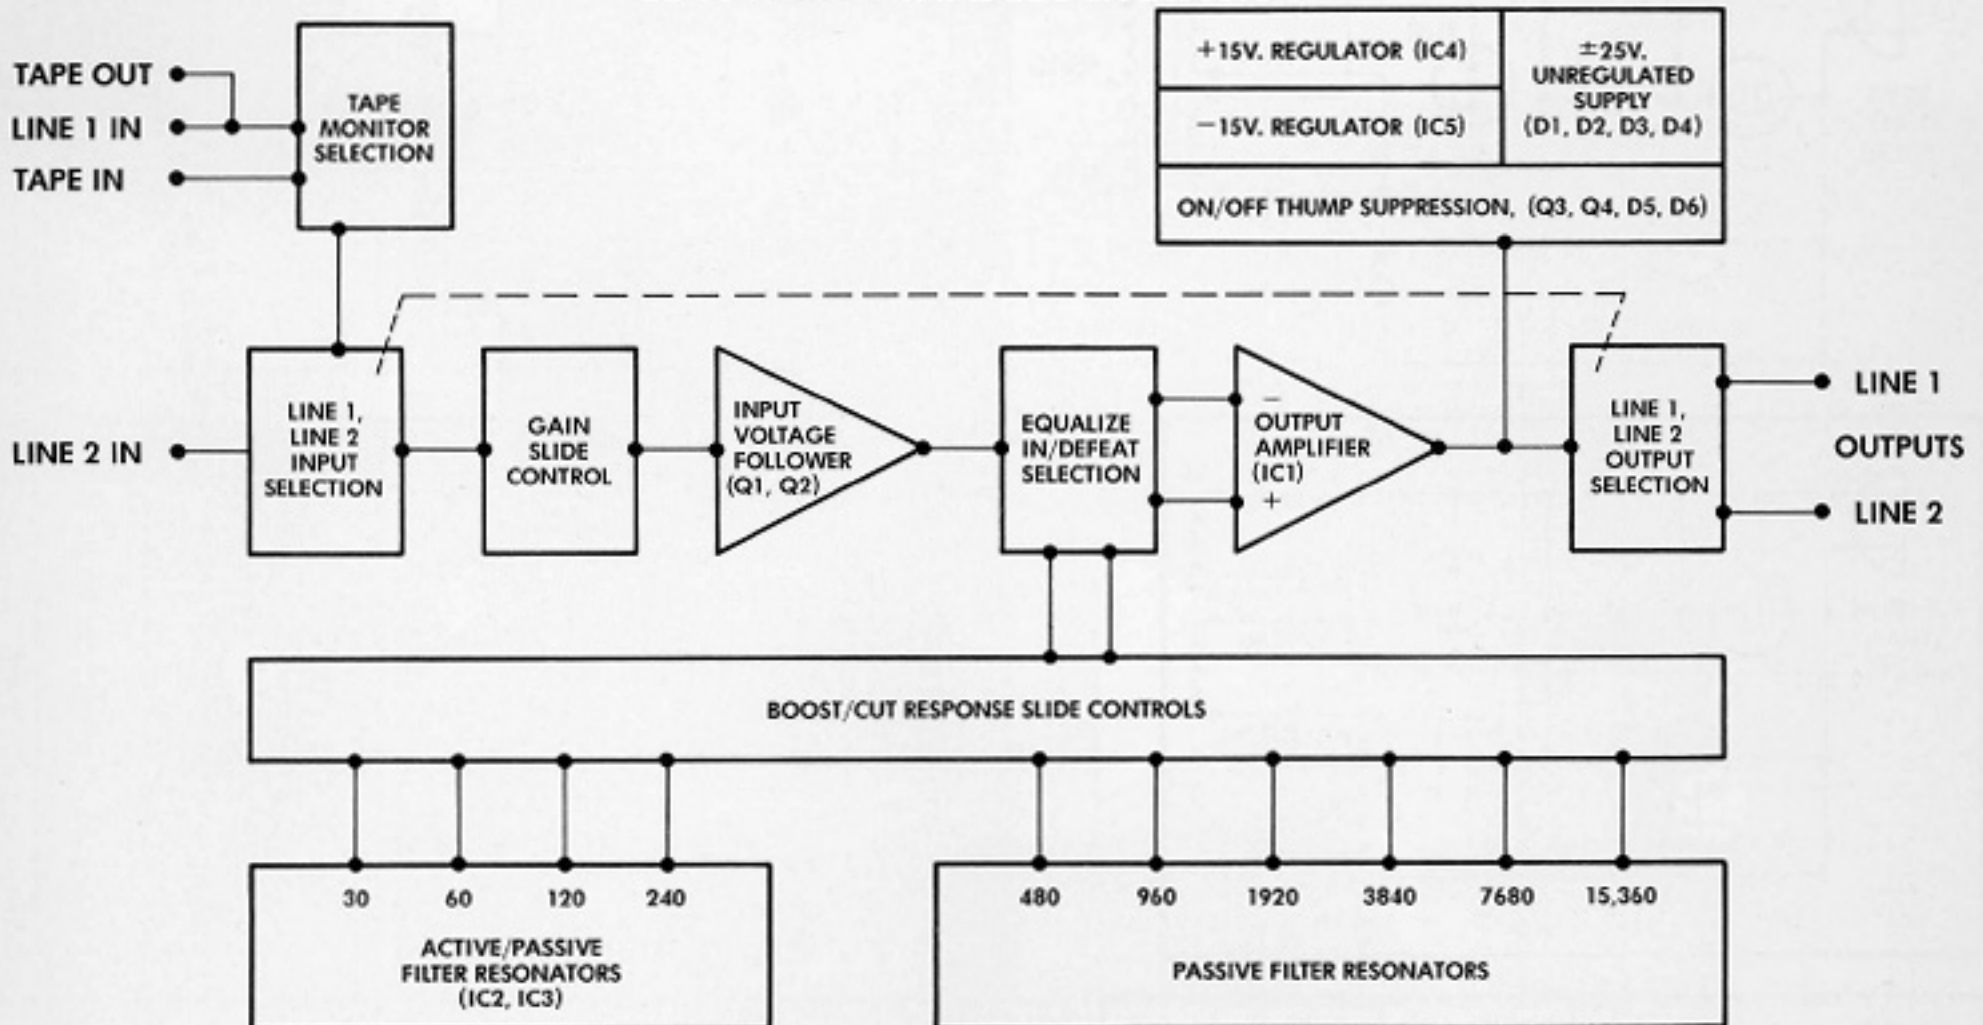 TAPE OUT
LINE 1 IN
TAPE IN
TAPE
MONITOR
SELECTION
+15V. REGULATOR (IC4)
−15V. REGULATOR (IC5)
±25V.
UNREGULATED
SUPPLY
(D1, D2, D3, D4)
ON/OFF THUMP SUPPRESSION, (Q3, Q4, D5, D6)
LINE 2 IN
LINE 1,
LINE 2
INPUT
SELECTION
GAIN
SLIDE
CONTROL
INPUT
VOLTAGE
FOLLOWER
(Q1, Q2)
EQUALIZE
IN/DEFEAT
SELECTION
−
OUTPUT
AMPLIFIER
(IC1)
+
LINE 1,
LINE 2
OUTPUT
SELECTION
LINE 1
OUTPUTS
LINE 2
BOOST/CUT RESPONSE SLIDE CONTROLS
30 60 120 240
ACTIVE/PASSIVE
FILTER RESONATORS
(IC2, IC3)
480 960 1920 3840 7680 15,360
PASSIVE FILTER RESONATORS